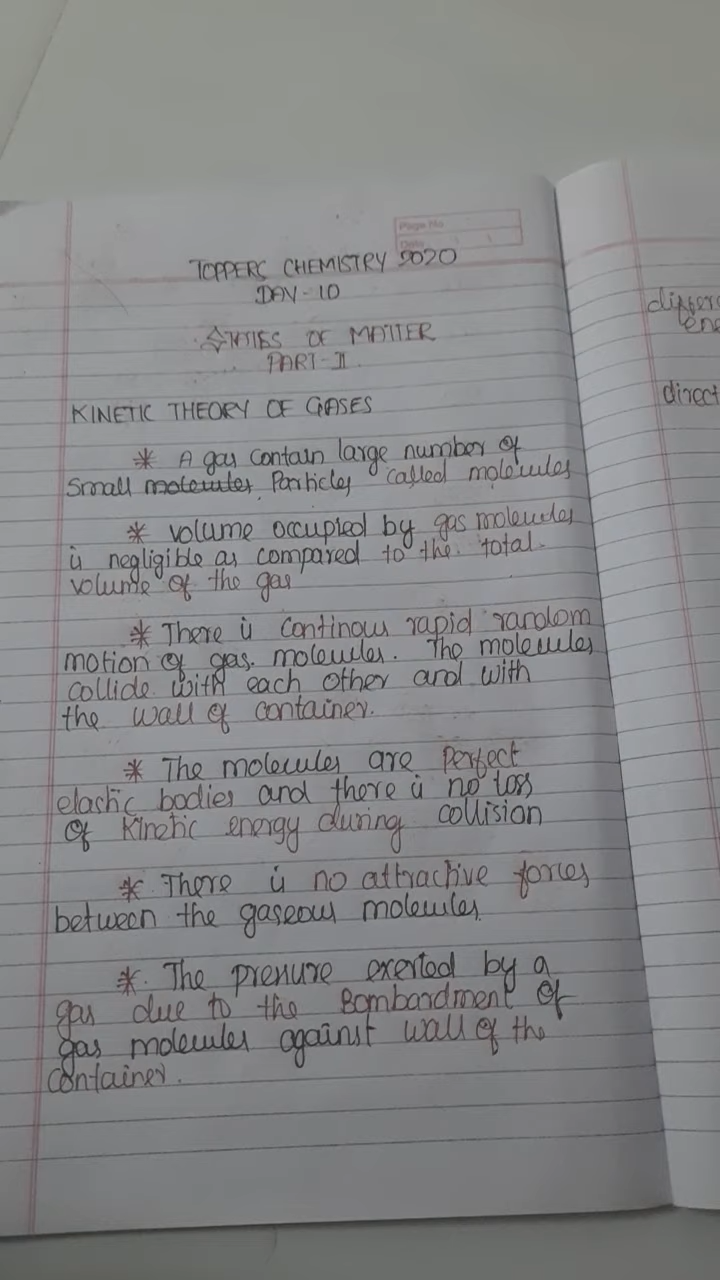 Page No
Date
TOPPERS CHEMISTRY 2020
DAY-10
STATES OF MATTER
PART-II
KINETIC THEORY OF GASES
* A gas contain large number of
small molecules Particles called molecules
* volume occupied by gas molecules
is negligible as compared to the total
volume of the gas
* There is continous rapid random
motion of gas. molecules. The molecules
collide with each other and with
the wall of container.
* The molecules are perfect
elastic bodies and there is no loss
of Kinetic energy during collision
* There is no attractive forces
between the gaseous molecules
* The pressure exerted by a
gas due to the Bombardment of
gas molecules against wall of the
container.
direct